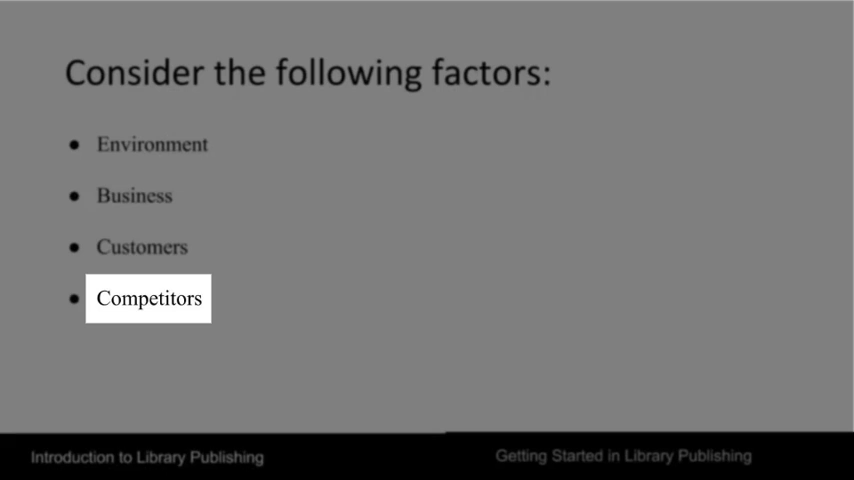 Consider the following factors:
● Environment
● Business
● Customers
● Competitors
Introduction to Library Publishing
Getting Started in Library Publishing